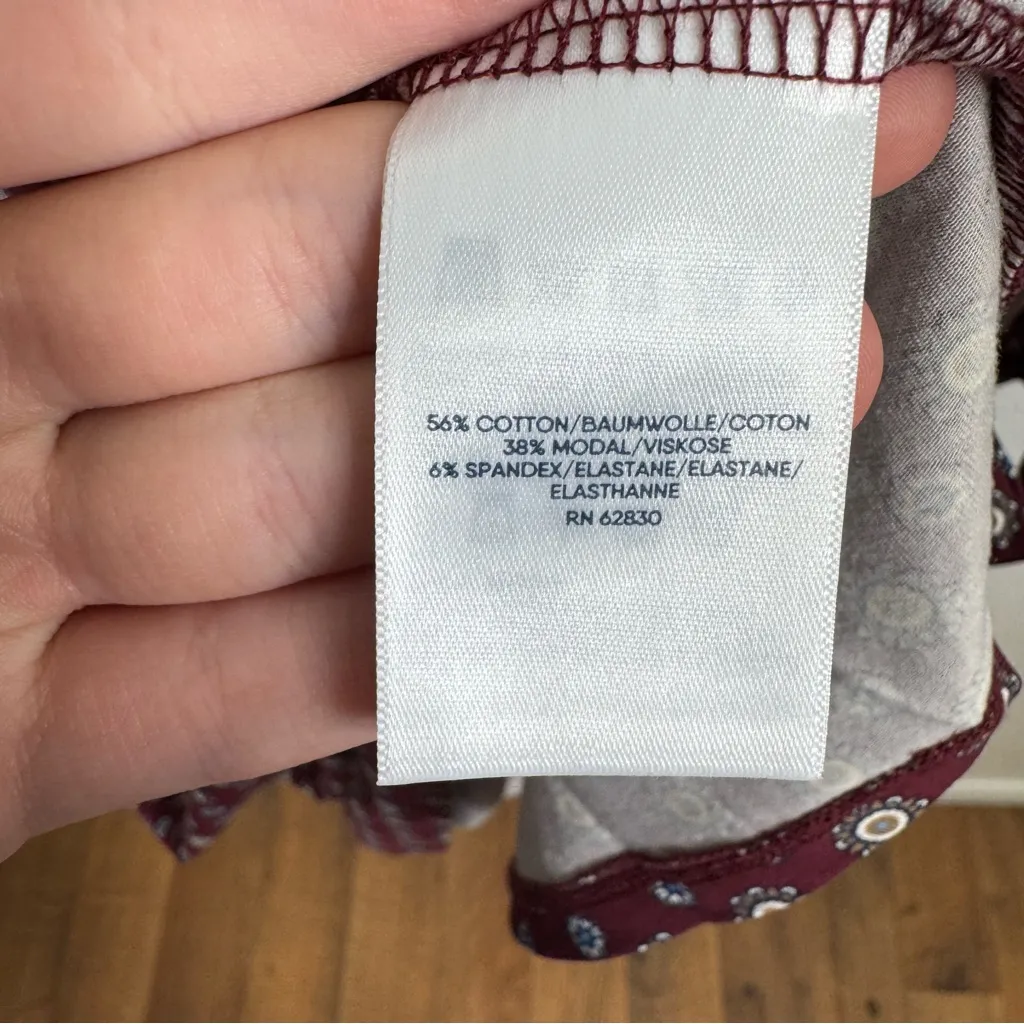 56% COTTON/BAUMWOLLE/COTON
38% MODAL/VISKOSE
6% SPANDEX/ELASTANE/ELASTANE/
ELASTHANNE
RN 62830